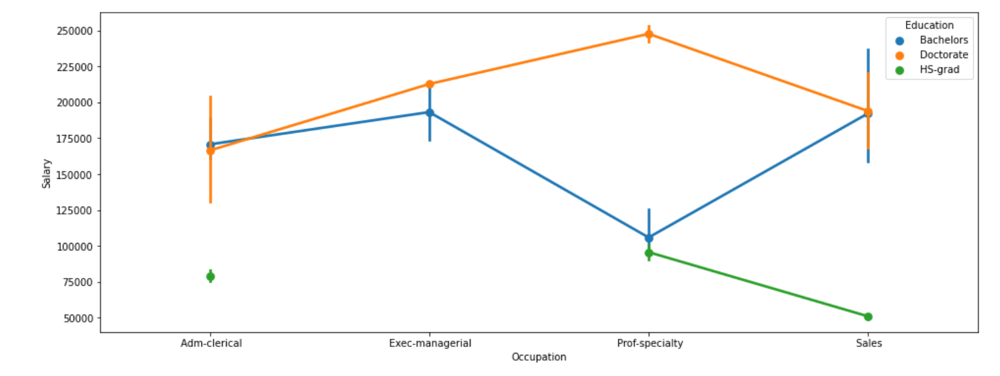 Education
Bachelors
Doctorate
HS-grad
250000
225000
200000
175000
150000
125000
100000
75000
50000
Salary
Adm-clerical
Exec-managerial
Prof-specialty
Sales
Occupation